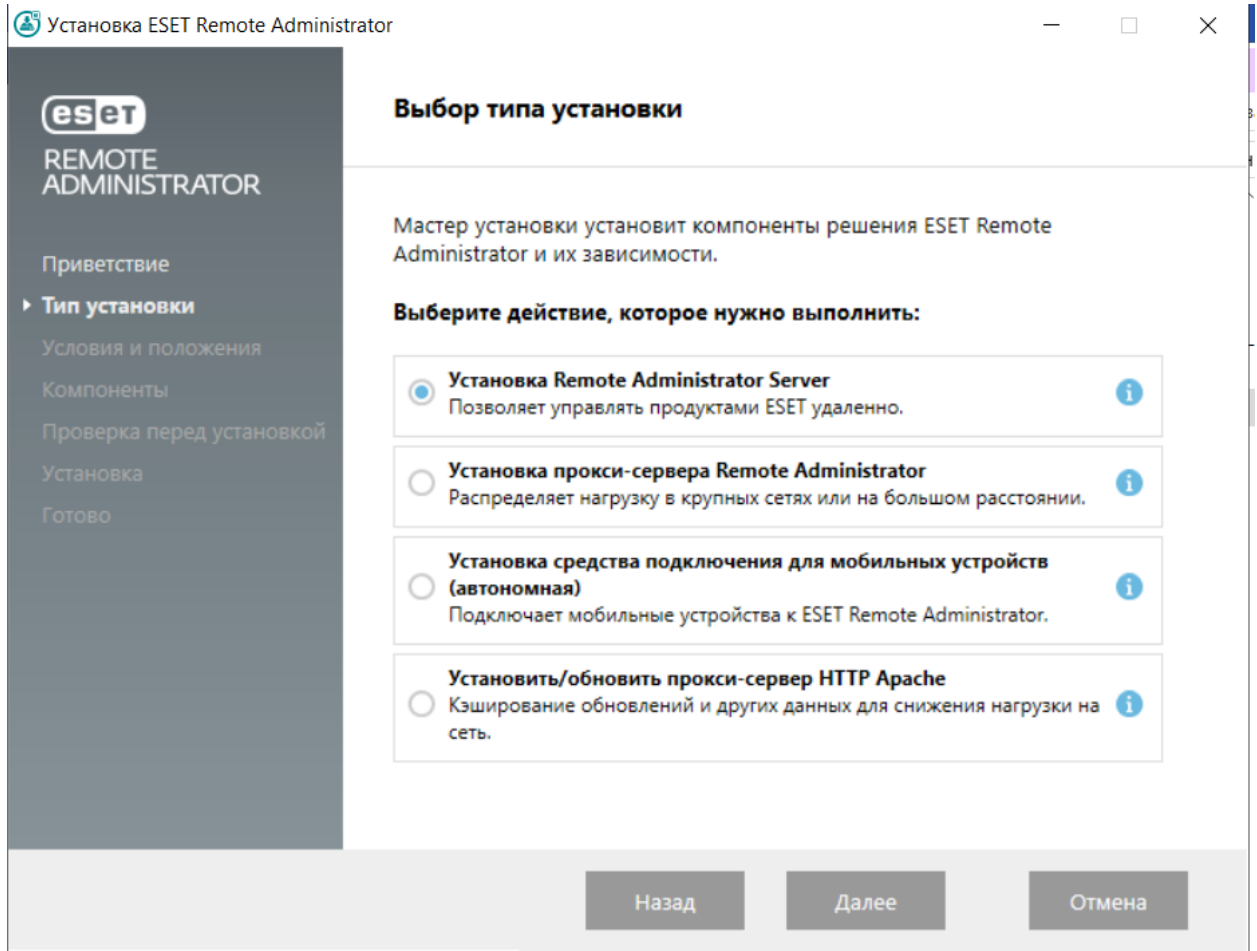 Установка ESET Remote Administrator
eset
REMOTE
ADMINISTRATOR
Приветствие
Тип установки
Условия и положения
Компоненты
Проверка перед установкой
Установка
Готово
Выбор типа установки
Мастер установки установит компоненты решения ESET Remote
Administrator и их зависимости.
Выберите действие, которое нужно выполнить:
Установка Remote Administrator Server
Позволяет управлять продуктами ESET удаленно.
Установка прокси-сервера Remote Administrator
Распределяет нагрузку в крупных сетях или на большом расстоянии.
Установка средства подключения для мобильных устройств
(автономная)
Подключает мобильные устройства к ESET Remote Administrator.
Установить/обновить прокси-сервер HTTP Apache
Кэширование обновлений и других данных для снижения нагрузки на
сеть.
Назад
Далее
Отмена